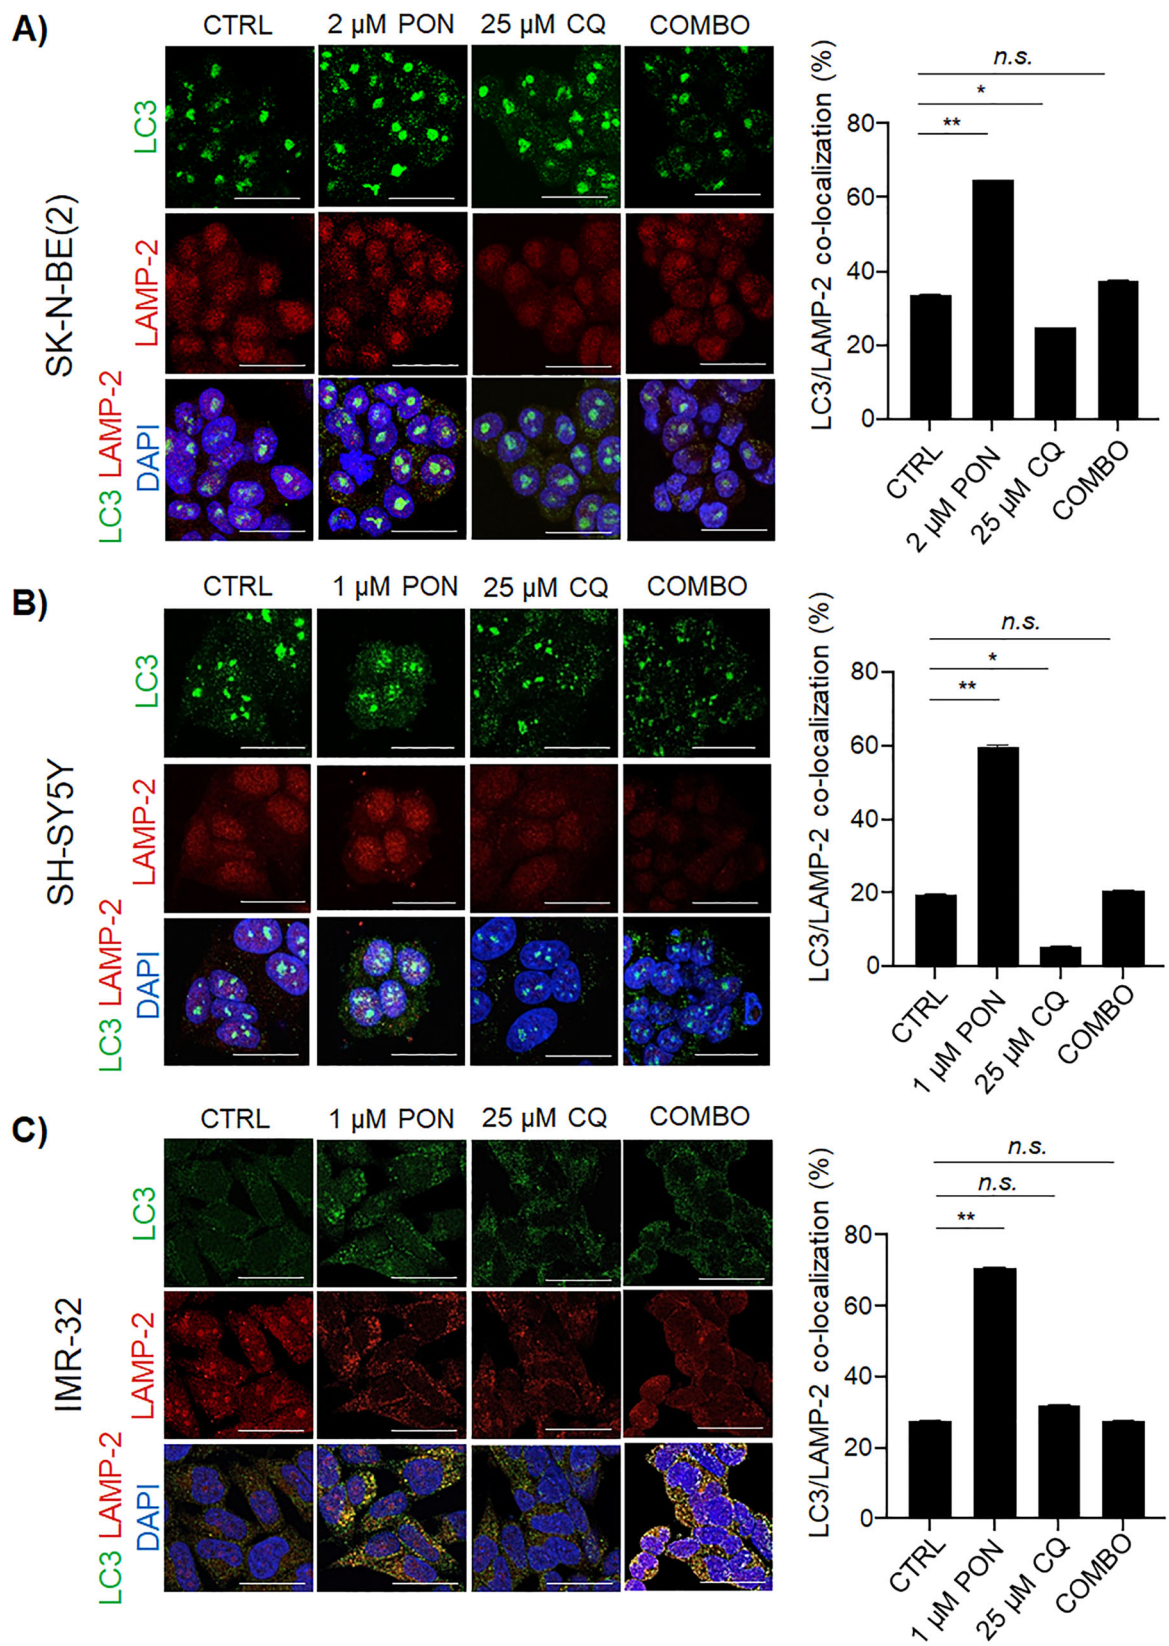 A)
CTRL 2 µM PON 25 µM CQ COMBO
SK-N-BE(2)
LC3
LAMP-2
LC3 LAMP-2
DAPI
LC3/LAMP-2 co-localization (%)
n.s.
*
**
80
60
40
20
0
CTRL
2 µM PON
25 µM CQ
COMBO
B)
CTRL 1 µM PON 25 µM CQ COMBO
SH-SY5Y
LC3
LAMP-2
LC3 LAMP-2
DAPI
LC3/LAMP-2 co-localization (%)
n.s.
*
**
80
60
40
20
0
CTRL
1 µM PON
25 µM CQ
COMBO
C)
CTRL 1 µM PON 25 µM CQ COMBO
IMR-32
LC3
LAMP-2
LC3 LAMP-2
DAPI
LC3/LAMP-2 co-localization (%)
n.s.
n.s.
**
80
60
40
20
0
CTRL
1 µM PON
25 µM CQ
COMBO